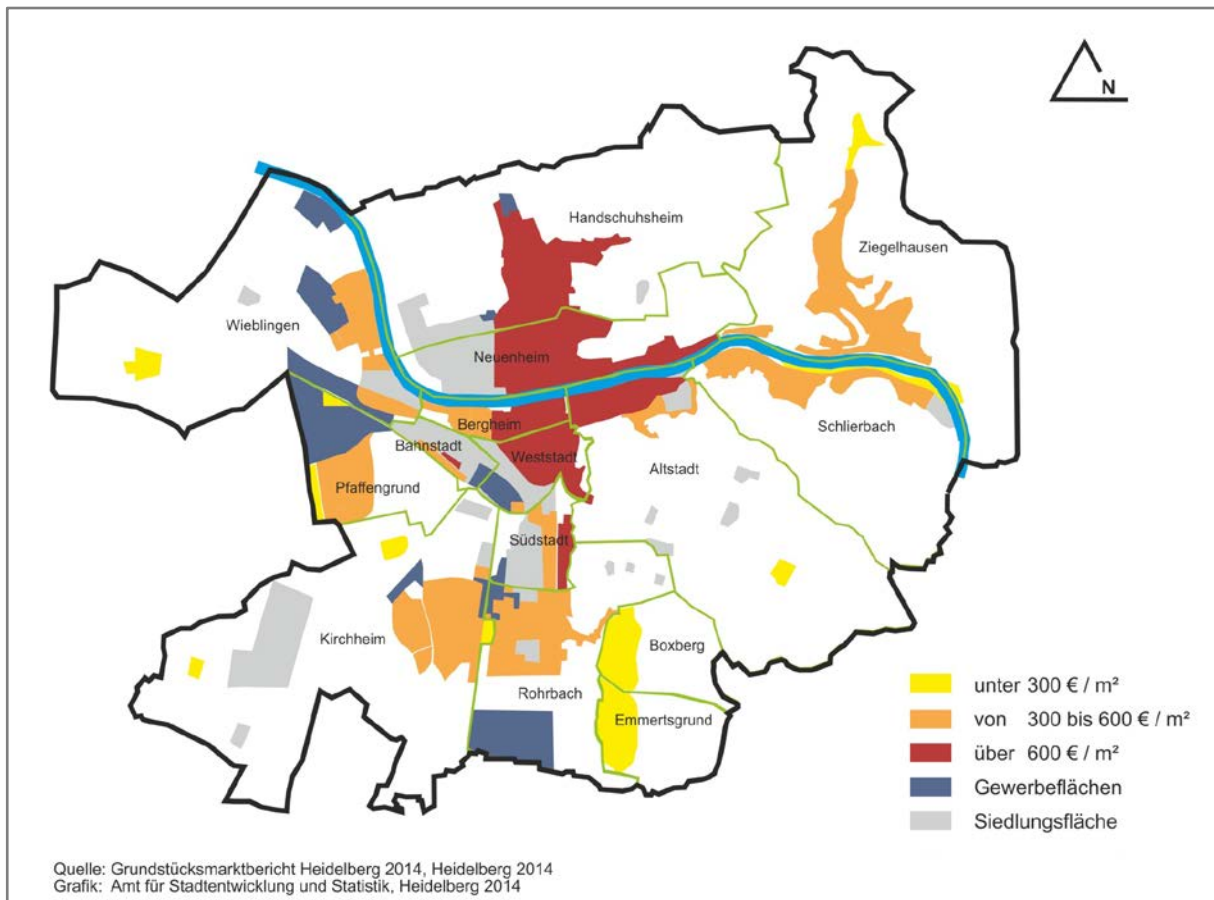 N
Handschuhsheim
Ziegelhausen
Wieblingen
Neuenheim
Bergheim
Schlierbach
Bahnstadt
Weststadt
Altstadt
Pfaffengrund
Südstadt
Kirchheim
Boxberg
Rohrbach
Emmertsgrund
unter 300 € / m²
von 300 bis 600 € / m²
über 600 € / m²
Gewerbeflächen
Siedlungsfläche
Quelle: Grundstücksmarktbericht Heidelberg 2014, Heidelberg 2014
Grafik: Amt für Stadtentwicklung und Statistik, Heidelberg 2014